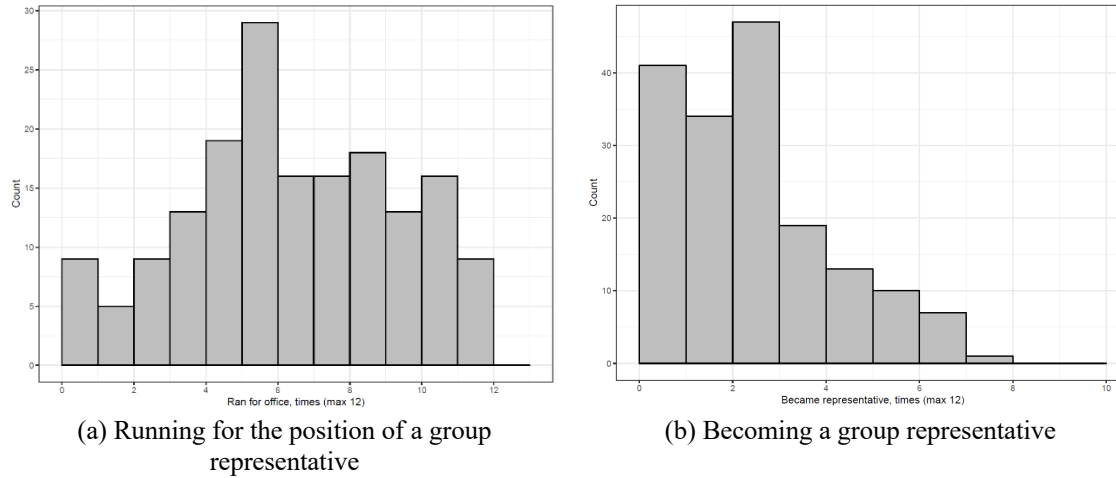 30
25
20
15
10
5
0
Count
0 2 4 6 8 10 12
Ran for office, times (max 12)
(a) Running for the position of a group
representative
40
30
20
10
0
Count
0 2 4 6 8 10
Became representative, times (max 12)
(b) Becoming a group representative